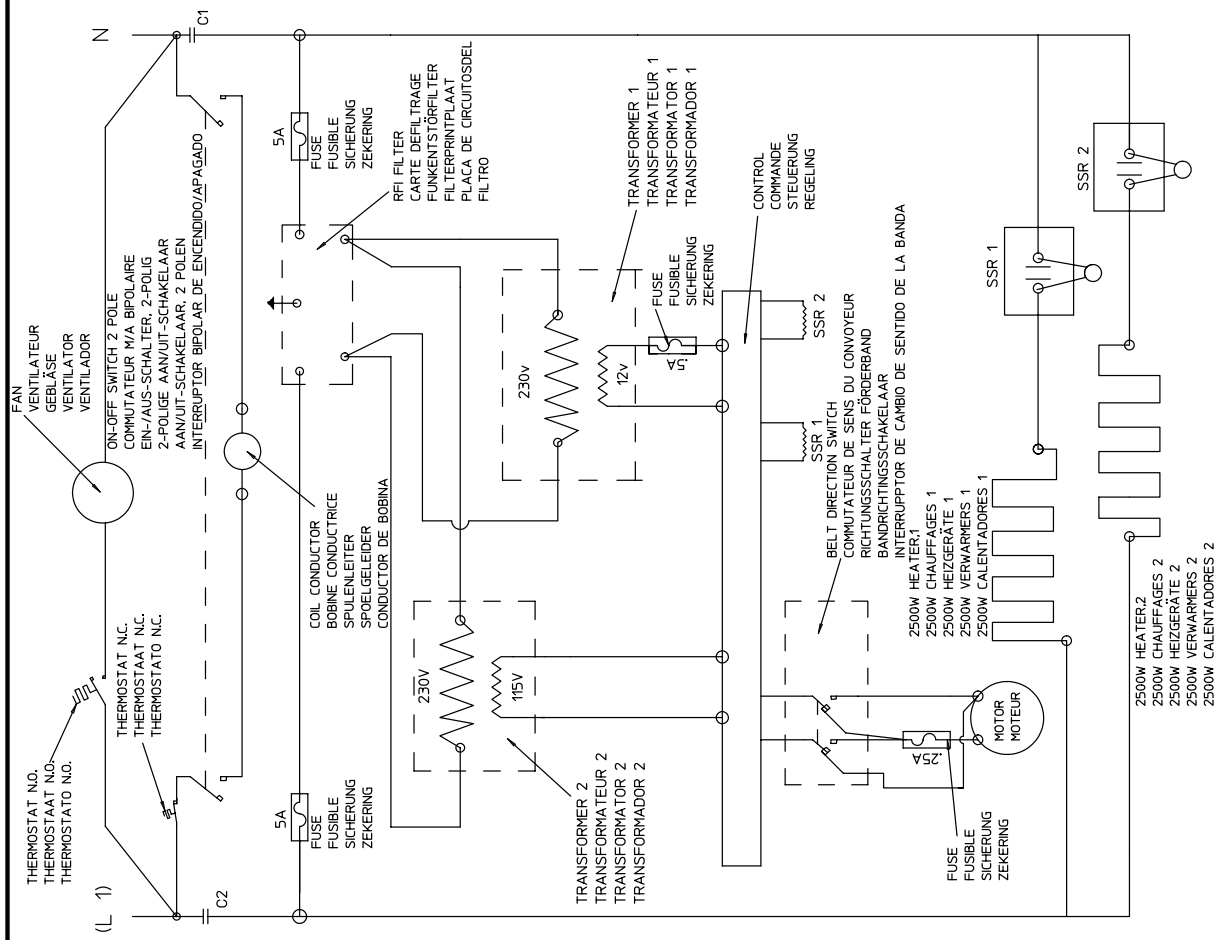 (L 1)
N
C2
C1
THERMOSTAT N.O.
THERMOSTAAT N.O.
THERMOSTATO N.O.
THERMOSTAT N.C.
THERMOSTAAT N.C.
THERMOSTATO N.C.
FAN
VENTILATEUR
GEBLÄSE
VENTILATOR
VENTILADOR
ON-OFF SWITCH 2 POLE
COMMUTATEUR M/A BIPOLAIRE
EIN-/AUS-SCHALTER, 2-POLIG
2-POLIGE AAN/UIT-SCHAKELAAR
AAN/UIT-SCHAKELAAR, 2 POLEN
INTERRUPTOR BIPOLAR DE ENCENDIDO/APAGADO
COIL CONDUCTOR
BOBINE CONDUCTRICE
SPULENLEITER
SPOELGELEIDER
CONDUCTOR DE BOBINA
5A
FUSE
FUSIBLE
SICHERUNG
ZEKERING
5A
FUSE
FUSIBLE
SICHERUNG
ZEKERING
RFI FILTER
CARTE DEFILTRAGE
FUNKENTSTÖRFILTER
FILTERPRINTPLAAT
PLACA DE CIRCUITOSDEL
FILTRO
230V
115V
TRANSFORMER 2
TRANSFORMATEUR 2
TRANSFORMATOR 2
TRANSFORMADOR 2
230v
12v
TRANSFORMER 1
TRANSFORMATEUR 1
TRANSFORMATOR 1
TRANSFORMADOR 1
.5A
FUSE
FUSIBLE
SICHERUNG
ZEKERING
CONTROL
COMMANDE
STEUERUNG
REGELING
SSR 1
SSR 2
BELT DIRECTION SWITCH
COMMUTATEUR DE SENS DU CONVOYEUR
RICHTUNGSSCHALTER FÖRDERBAND
BANDRICHTINGSSCHAKELAAR
INTERRUPPTOR DE CAMBIO DE SENTIDO DE LA BANDA
.25A
FUSE
FUSIBLE
SICHERUNG
ZEKERING
MOTOR
MOTEUR
2500W HEATER,1
2500W CHAUFFAGES 1
2500W HEIZGERÄTE 1
2500W VERWARMERS 1
2500W CALENTADORES 1
SSR 1
SSR 2
2500W HEATER,2
2500W CHAUFFAGES 2
2500W HEIZGERÄTE 2
2500W VERWARMERS 2
2500W CALENTADORES 2